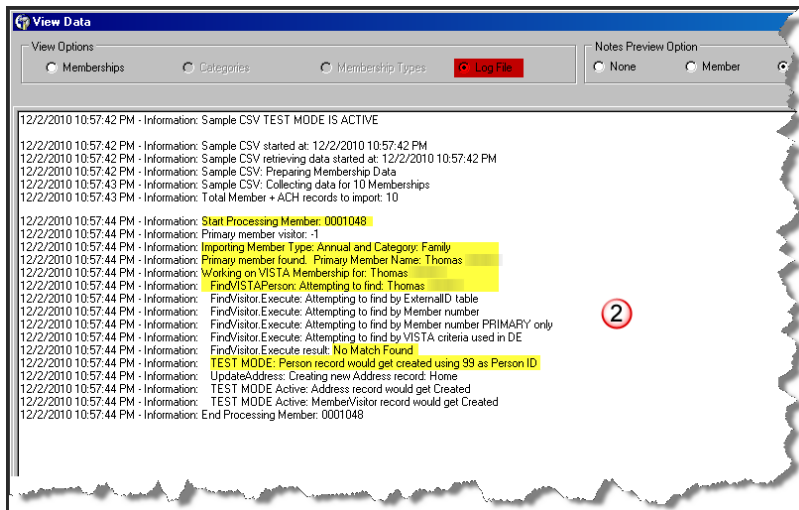 View Data
View Options
Notes Preview Option
Memberships
Categories
Membership Types
Log File
None
Member
12/2/2010 10:57:42 PM - Information: Sample CSV TEST MODE IS ACTIVE
12/2/2010 10:57:42 PM - Information: Sample CSV started at: 12/2/2010 10:57:42 PM
12/2/2010 10:57:42 PM - Information: Sample CSV retrieving data started at: 12/2/2010 10:57:42 PM
12/2/2010 10:57:42 PM - Information: Sample CSV: Preparing Membership Data
12/2/2010 10:57:43 PM - Information: Sample CSV: Collecting data for 10 Memberships
12/2/2010 10:57:43 PM - Information: Total Member + ACH records to import: 10
12/2/2010 10:57:44 PM - Information: Start Processing Member: 0001048
12/2/2010 10:57:44 PM - Information: Primary member visitor: -1
12/2/2010 10:57:44 PM - Information: Importing Member Type: Annual and Category: Family
12/2/2010 10:57:44 PM - Information: Primary member found. Primary Member Name: Thomas
12/2/2010 10:57:44 PM - Information: Working on VISTA Membership for: Thomas
12/2/2010 10:57:44 PM - Information: FindVISTAPerson: Attempting to find: Thomas
12/2/2010 10:57:44 PM - Information: FindVisitor.Execute: Attempting to find by ExternalID table
12/2/2010 10:57:44 PM - Information: FindVisitor.Execute: Attempting to find by Member number
12/2/2010 10:57:44 PM - Information: FindVisitor.Execute: Attempting to find by Member number PRIMARY only
12/2/2010 10:57:44 PM - Information: FindVisitor.Execute: Attempting to find by VISTA criteria used in DE
12/2/2010 10:57:44 PM - Information: FindVisitor.Execute result: No Match Found
12/2/2010 10:57:44 PM - Information: TEST MODE: Person record would get created using 99 as Person ID
12/2/2010 10:57:44 PM - Information: UpdateAddress: Creating new Address record: Home
12/2/2010 10:57:44 PM - Information: TEST MODE Active: Address record would get Created
12/2/2010 10:57:44 PM - Information: TEST MODE Active: MemberVisitor record would get Created
12/2/2010 10:57:44 PM - Information: End Processing Member: 0001048
2